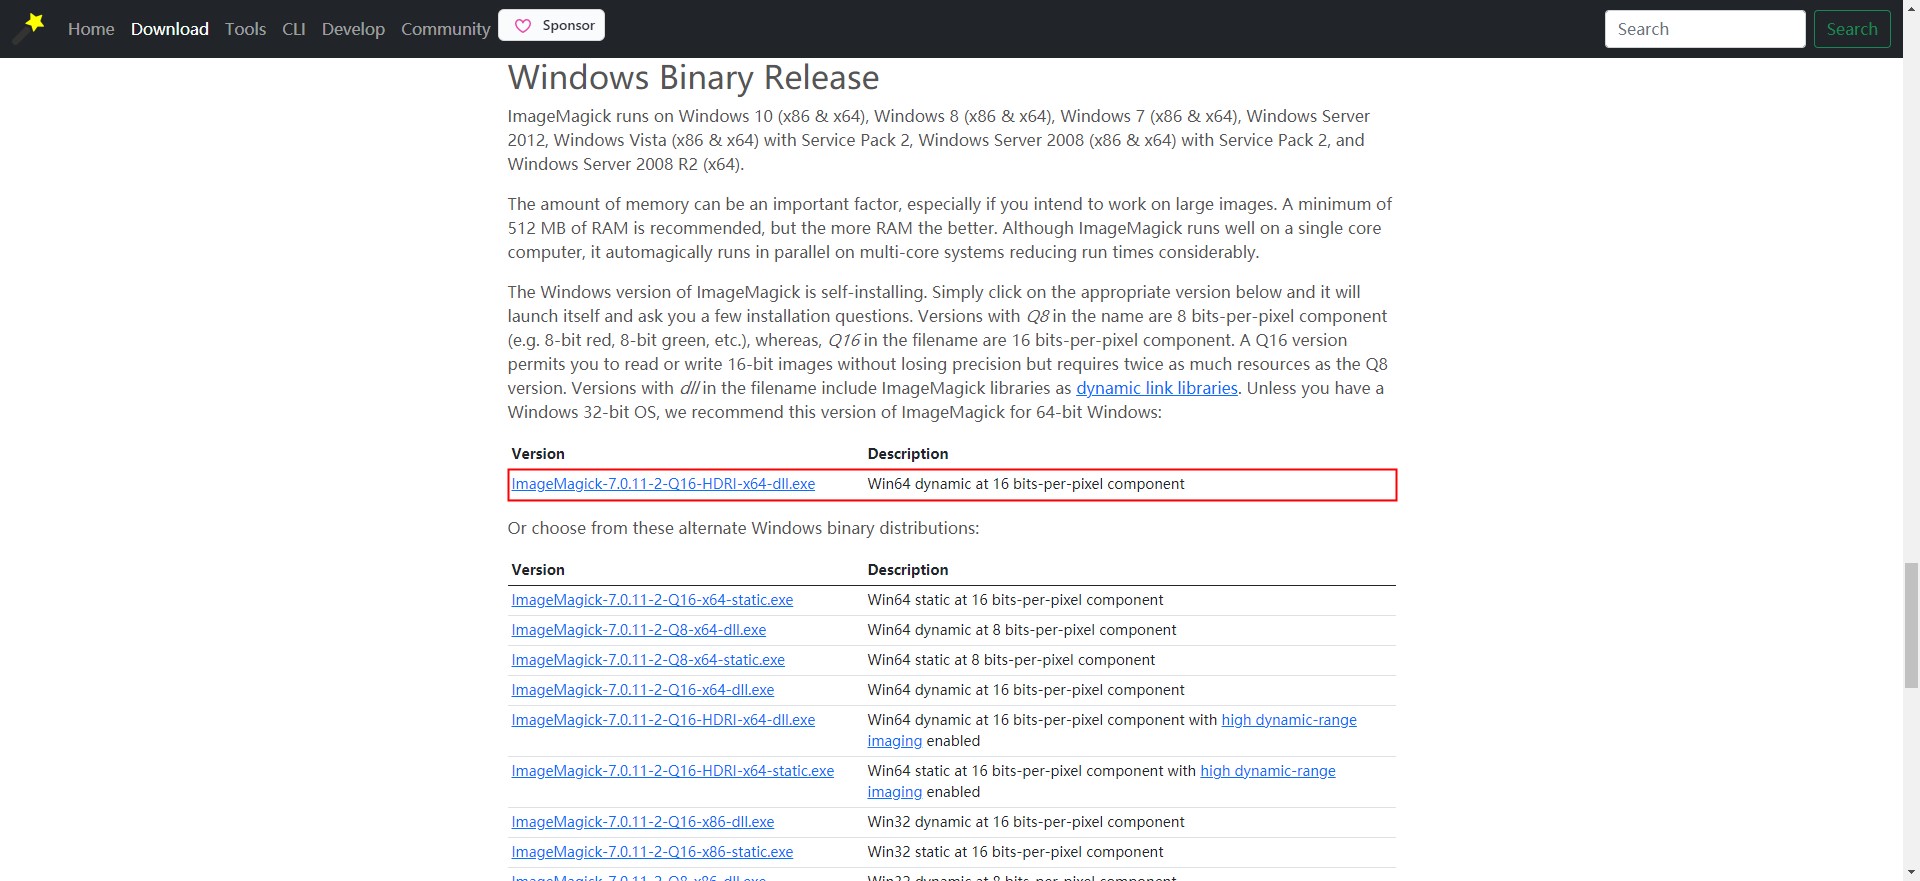 Home Download Tools CLI Develop Community Sponsor Search Search
Windows Binary Release
ImageMagick runs on Windows 10 (x86 & x64), Windows 8 (x86 & x64), Windows 7 (x86 & x64), Windows Server
2012, Windows Vista (x86 & x64) with Service Pack 2, Windows Server 2008 (x86 & x64) with Service Pack 2, and
Windows Server 2008 R2 (x64).
The amount of memory can be an important factor, especially if you intend to work on large images. A minimum of
512 MB of RAM is recommended, but the more RAM the better. Although ImageMagick runs well on a single core
computer, it automagically runs in parallel on multi-core systems reducing run times considerably.
The Windows version of ImageMagick is self-installing. Simply click on the appropriate version below and it will
launch itself and ask you a few installation questions. Versions with Q8 in the name are 8 bits-per-pixel component
(e.g. 8-bit red, 8-bit green, etc.), whereas, Q16 in the filename are 16 bits-per-pixel component. A Q16 version
permits you to read or write 16-bit images without losing precision but requires twice as much resources as the Q8
version. Versions with dll in the filename include ImageMagick libraries as dynamic link libraries. Unless you have a
Windows 32-bit OS, we recommend this version of ImageMagick for 64-bit Windows:
Version Description
ImageMagick-7.0.11-2-Q16-HDRI-x64-dll.exe Win64 dynamic at 16 bits-per-pixel component
Or choose from these alternate Windows binary distributions:
Version Description
ImageMagick-7.0.11-2-Q16-x64-static.exe Win64 static at 16 bits-per-pixel component
ImageMagick-7.0.11-2-Q8-x64-dll.exe Win64 dynamic at 8 bits-per-pixel component
ImageMagick-7.0.11-2-Q8-x64-static.exe Win64 static at 8 bits-per-pixel component
ImageMagick-7.0.11-2-Q16-x64-dll.exe Win64 dynamic at 16 bits-per-pixel component
ImageMagick-7.0.11-2-Q16-HDRI-x64-dll.exe Win64 dynamic at 16 bits-per-pixel component with high dynamic-range
imaging enabled
ImageMagick-7.0.11-2-Q16-HDRI-x64-static.exe Win64 static at 16 bits-per-pixel component with high dynamic-range
imaging enabled
ImageMagick-7.0.11-2-Q16-x86-dll.exe Win32 dynamic at 16 bits-per-pixel component
ImageMagick-7.0.11-2-Q16-x86-static.exe Win32 static at 16 bits-per-pixel component
ImageMagick-7.0.11-2-Q8-x86-dll.exe Win32 dynamic at 8 bits-per-pixel component